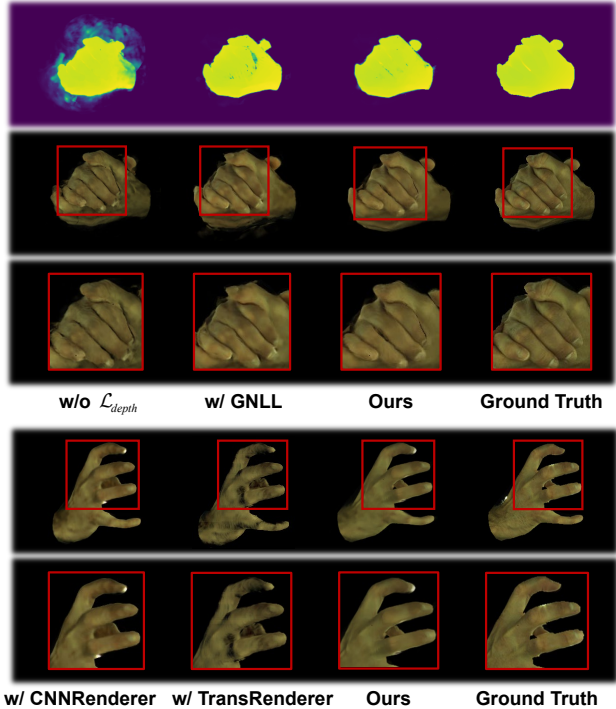 w/o ℒ_depth w/ GNLL Ours Ground Truth
w/ CNNRenderer w/ TransRenderer Ours Ground Truth